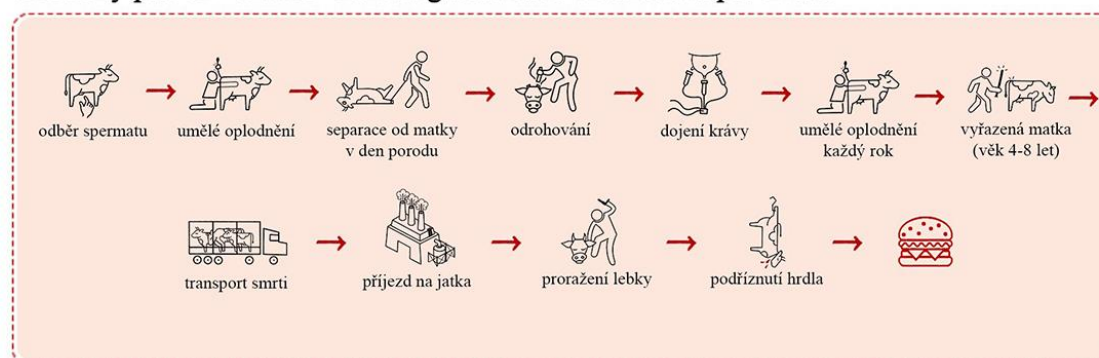 odběr spermatu
umělé oplodnění
separace od matky
v den porodu
odrohování
dojení krávy
umělé oplodnění
každý rok
vyřazená matka
(věk 4-8 let)
transport smrti
příjezd na jatka
proražení lebky
podříznutí hrdla